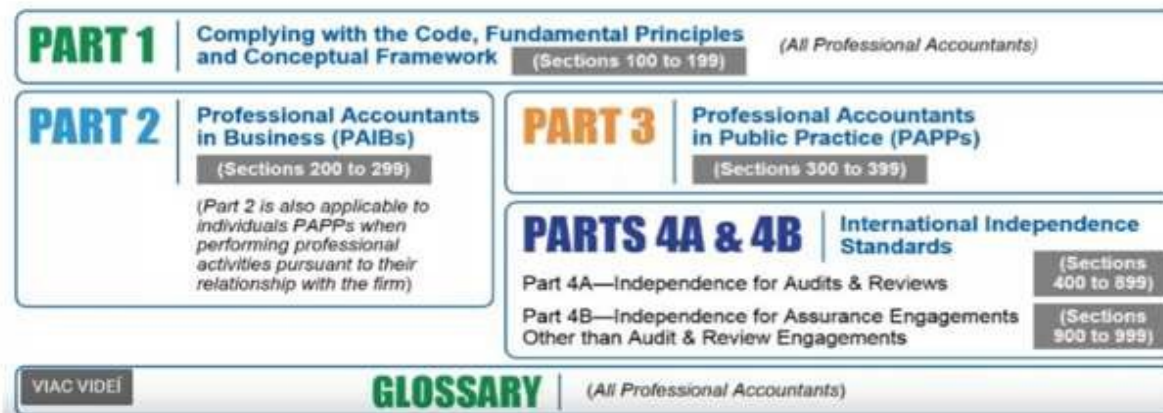 PART 1
Complying with the Code, Fundamental Principles
and Conceptual Framework
(Sections 100 to 199)
(All Professional Accountants)
PART 2
Professional Accountants
in Business (PAIBs)
(Sections 200 to 299)
(Part 2 is also applicable to
individuals PAPPs when
performing professional
activities pursuant to their
relationship with the firm)
PART 3
Professional Accountants
in Public Practice (PAPPs)
(Sections 300 to 399)
PARTS 4A & 4B
International Independence
Standards
Part 4A—Independence for Audits & Reviews
(Sections
400 to 899)
Part 4B—Independence for Assurance Engagements
Other than Audit & Review Engagements
(Sections
900 to 999)
VIAC VIDEÍ
GLOSSARY
(All Professional Accountants)